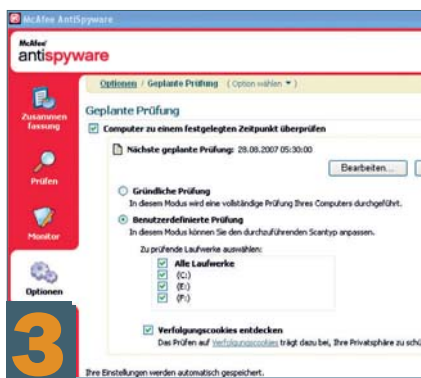 McAfee AntiSpyware
McAfee
antispyware
Optionen / Geplante Prüfung ( Option wählen )
Zusammen
fassung
Prüfen
Monitor
Optionen
Geplante Prüfung
Computer zu einem festgelegten Zeitpunkt überprüfen
Nächste geplante Prüfung: 28.08.2007 05:30:00
Bearbeiten...
Gründliche Prüfung
In diesem Modus wird eine vollständige Prüfung Ihres Computers durchgeführt.
Benutzerdefinierte Prüfung
In diesem Modus können Sie den durchzuführenden Scantyp anpassen.
Zu prüfende Laufwerke auswählen:
Alle Laufwerke
(C:)
(E:)
(F:)
Verfolgungscookies entdecken
Das Prüfen auf Verfolgungscookies trägt dazu bei, Ihre Privatsphäre zu schü
Ihre Einstellungen werden automatisch gespeichert.
3